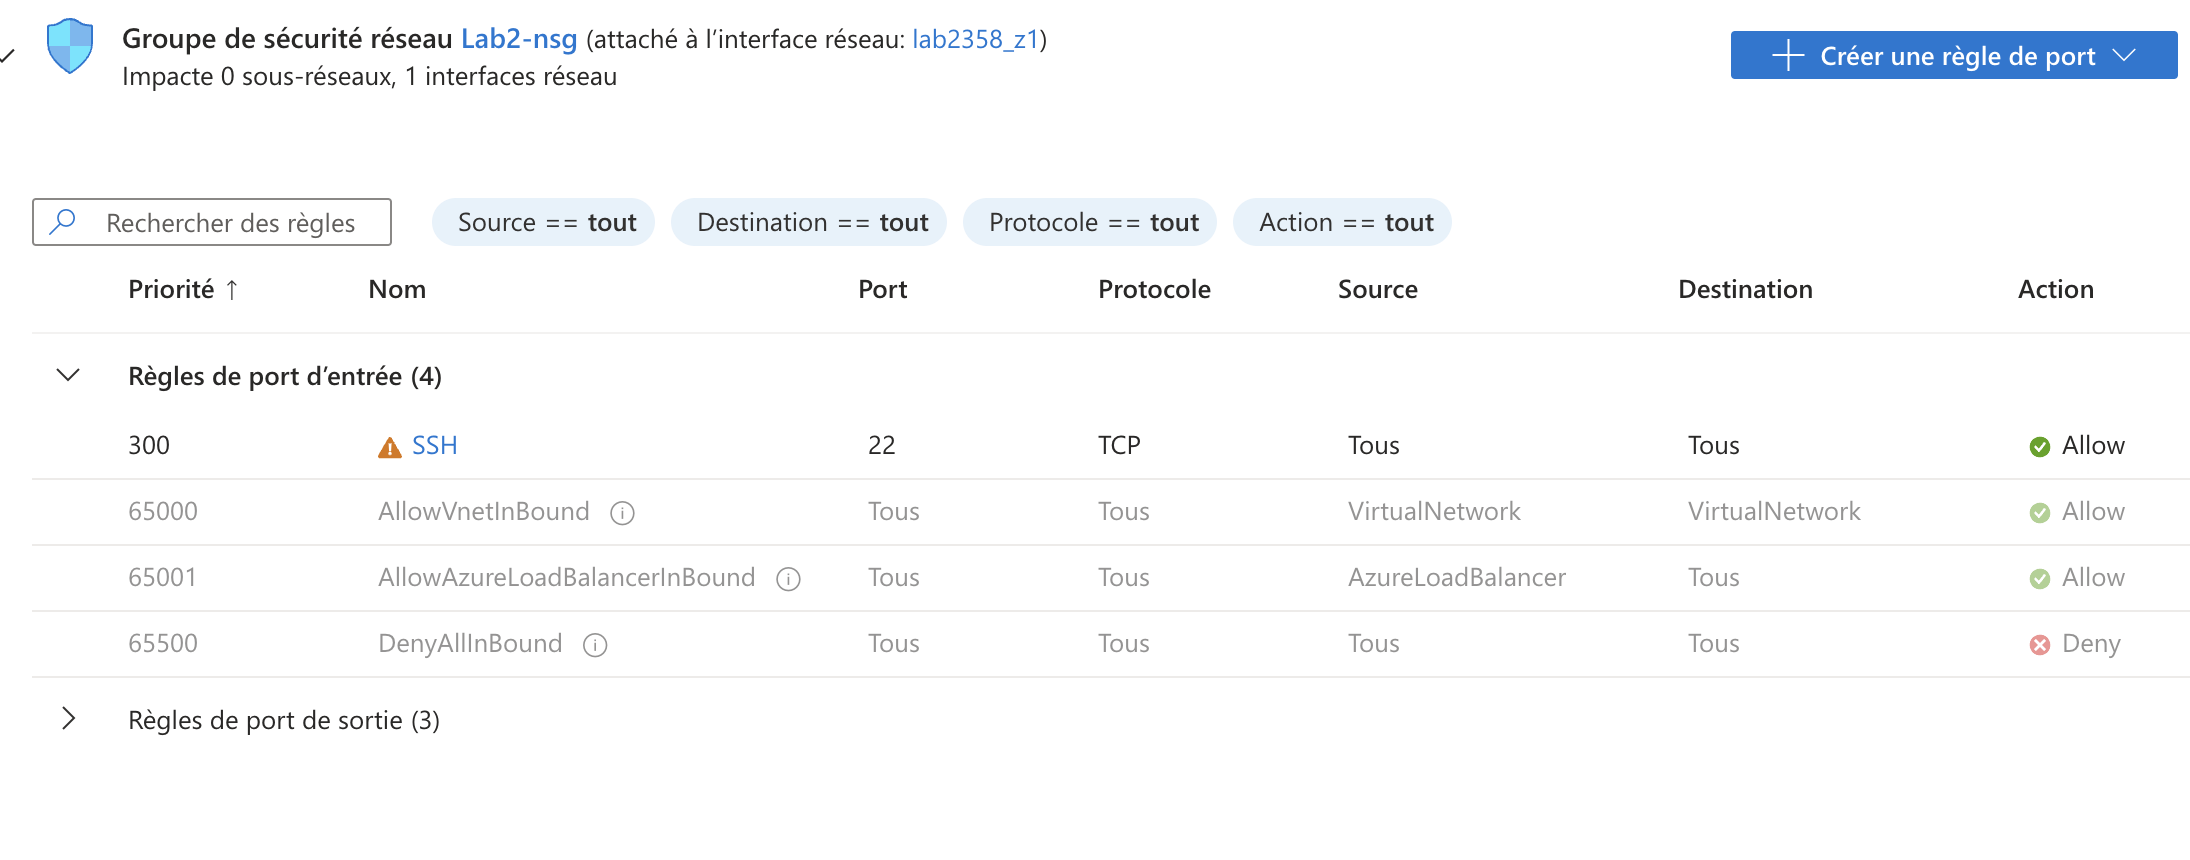 Groupe de sécurité réseau Lab2-nsg (attaché à l’interface réseau: lab2358_z1)
Impacte 0 sous-réseaux, 1 interfaces réseau
Créer une règle de port
Rechercher des règles
Source == tout
Destination == tout
Protocole == tout
Action == tout
Priorité ↑ Nom Port Protocole Source Destination Action
Règles de port d’entrée (4)
300 SSH 22 TCP Tous Tous Allow
65000 AllowVnetInBound Tous Tous VirtualNetwork VirtualNetwork Allow
65001 AllowAzureLoadBalancerInBound Tous Tous AzureLoadBalancer Tous Allow
65500 DenyAllInBound Tous Tous Tous Tous Deny
Règles de port de sortie (3)